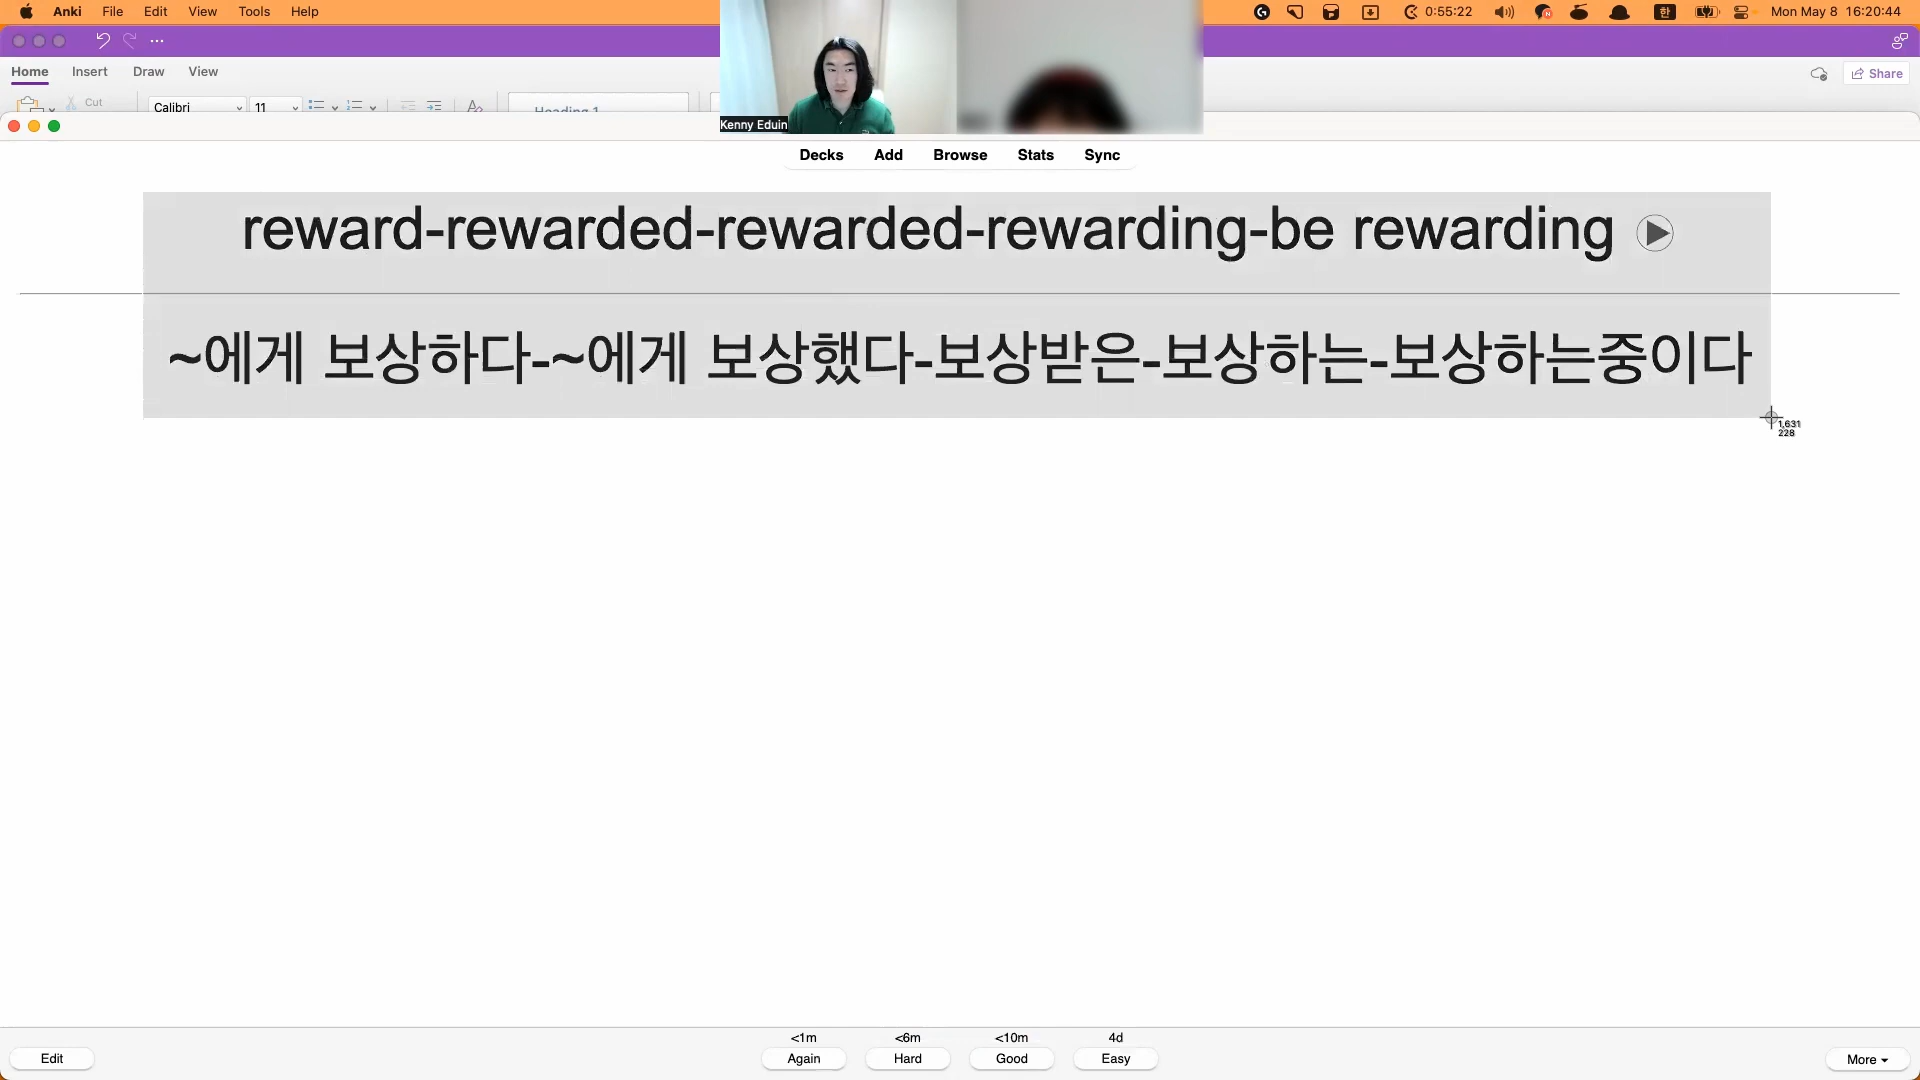 Anki File Edit View Tools Help 0:55:22 한 Mon May 8 16:20:44
Home Insert Draw View Share
Cut Calibri 11 Heading 1
Kenny Eduin
Decks Add Browse Stats Sync
reward-rewarded-rewarded-rewarding-be rewarding
~에게 보상하다-~에게 보상했다-보상받은-보상하는-보상하는중이다
1,631
228
<1m <6m <10m 4d
Edit Again Hard Good Easy More